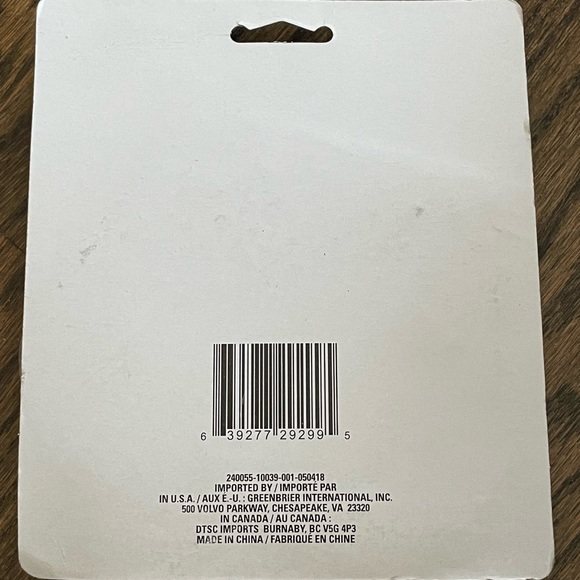 6 39277 29299 5
240055-10039-001-050418
IMPORTED BY / IMPORTÉ PAR
IN U.S.A. / AUX É.-U. : GREENBRIER INTERNATIONAL, INC.
500 VOLVO PARKWAY, CHESAPEAKE, VA 23320
IN CANADA / AU CANADA :
DTSC IMPORTS BURNABY, BC V5G 4P3
MADE IN CHINA / FABRIQUÉ EN CHINE